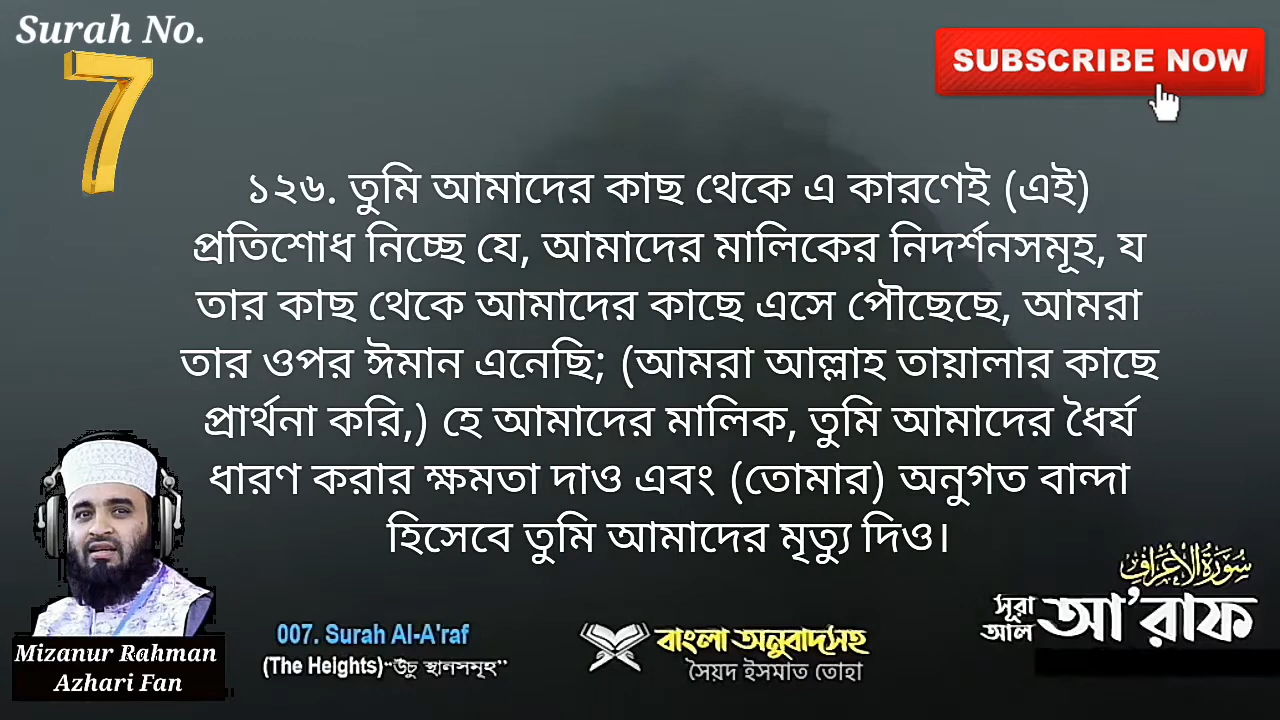 Surah No.
7
SUBSCRIBE NOW
১২৬. তুমি আমাদের কাছ থেকে এ কারণেই (এই)
প্রতিশোধ নিচ্ছে যে, আমাদের মালিকের নিদর্শনসমূহ, য
তার কাছ থেকে আমাদের কাছে এসে পৌছেছে, আমরা
তার ওপর ঈমান এনেছি; (আমরা আল্লাহ তায়ালার কাছে
প্রার্থনা করি,) হে আমাদের মালিক, তুমি আমাদের ধৈর্য
ধারণ করার ক্ষমতা দাও এবং (তোমার) অনুগত বান্দা
হিসেবে তুমি আমাদের মৃত্যু দিও।
Mizanur Rahman
Azhari Fan
007. Surah Al-A'raf
(The Heights)“উচু স্থানসমূহ”
বাংলা অনুবাদসহ
সৈয়দ ইসমাত তোহা
سورة الأعراف
সূরা
আল আ'রাফ